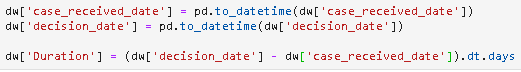 dw['case_received_date'] = pd.to_datetime(dw['case_received_date'])
dw['decision_date'] = pd.to_datetime(dw['decision_date'])
dw['Duration'] = (dw['decision_date'] - dw['case_received_date']).dt.days